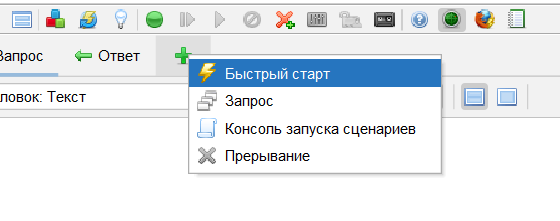 Запрос
Ответ
Быстрый старт
ловок: Текст
Запрос
Консоль запуска сценариев
Прерывание